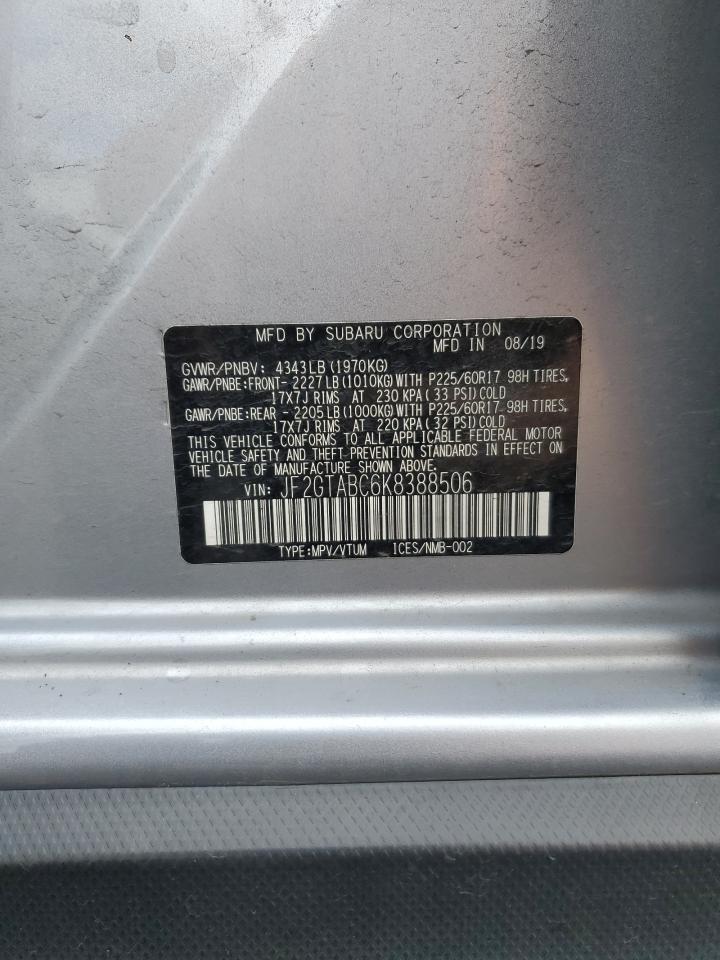 MFD BY SUBARU CORPORATION
MFD IN 08/19
GVWR/PNBV: 4343LB (1970KG)
GAWR/PNBE:FRONT- 2227LB (1010KG) WITH P225/60R17 98H TIRES,
17X7J RIMS AT 230 KPA ( 33 PSI) COLD
GAWR/PNBE:REAR - 2205LB (1000KG) WITH P225/60R17 98H TIRES,
17X7J RIMS AT 220 KPA ( 32 PSI) COLD
THIS VEHICLE CONFORMS TO ALL APPLICABLE FEDERAL MOTOR
VEHICLE SAFETY AND THEFT PREVENTION STANDARDS IN EFFECT ON
THE DATE OF MANUFACTURE SHOWN ABOVE.
VIN: JF2GTABC6K8388506
TYPE:MPV/VTUM ICES/NMB-002